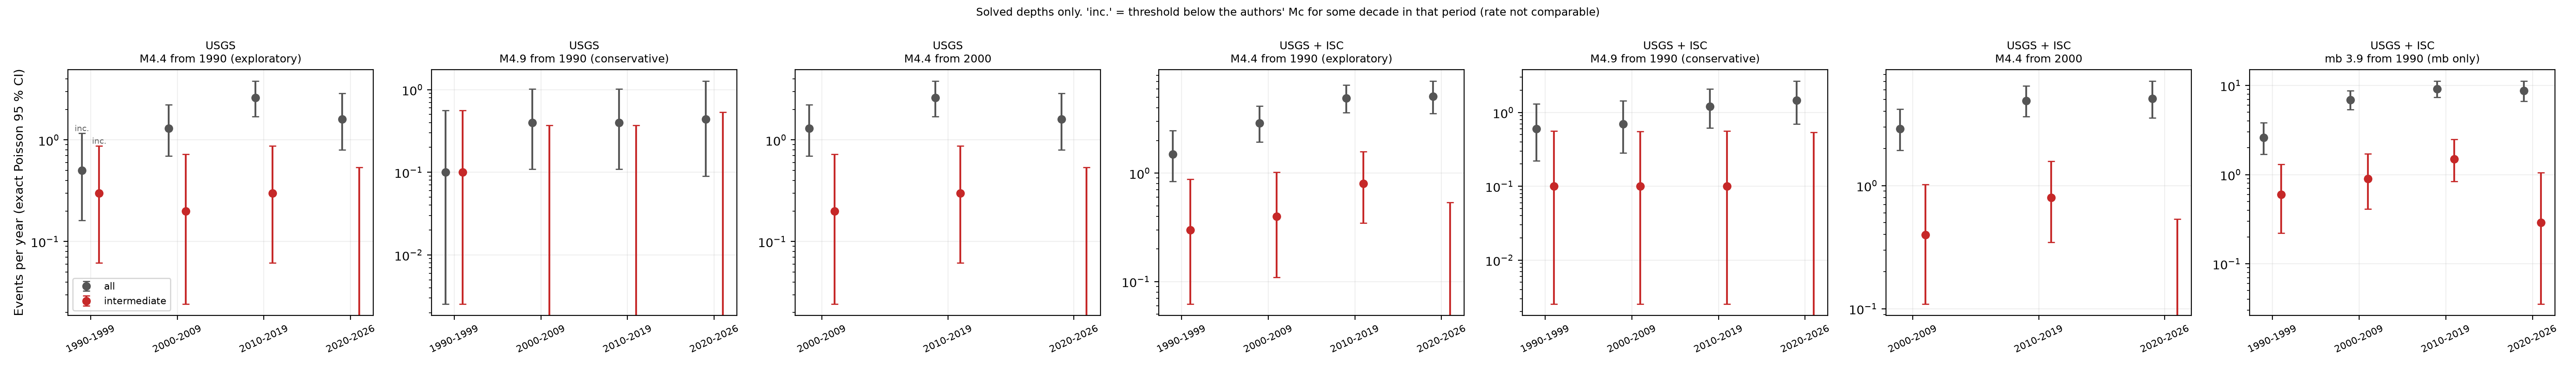 Solved depths only. 'inc.' = threshold below the authors' Mc for some decade in that period (rate not comparable)
USGS
M4.4 from 1990 (exploratory)
USGS
M4.9 from 1990 (conservative)
USGS
M4.4 from 2000
USGS + ISC
M4.4 from 1990 (exploratory)
USGS + ISC
M4.9 from 1990 (conservative)
USGS + ISC
M4.4 from 2000
USGS + ISC
mb 3.9 from 1990 (mb only)
Events per year (exact Poisson 95 % CI)
10⁰
10⁻¹
inc.
inc.
all
intermediate
1990-1999
2000-2009
2010-2019
2020-2026
10⁰
10⁻¹
10⁻²
1990-1999
2000-2009
2010-2019
2020-2026
10⁰
10⁻¹
2000-2009
2010-2019
2020-2026
10⁰
10⁻¹
1990-1999
2000-2009
2010-2019
2020-2026
10⁰
10⁻¹
10⁻²
1990-1999
2000-2009
2010-2019
2020-2026
10⁰
10⁻¹
2000-2009
2010-2019
2020-2026
10¹
10⁰
10⁻¹
1990-1999
2000-2009
2010-2019
2020-2026